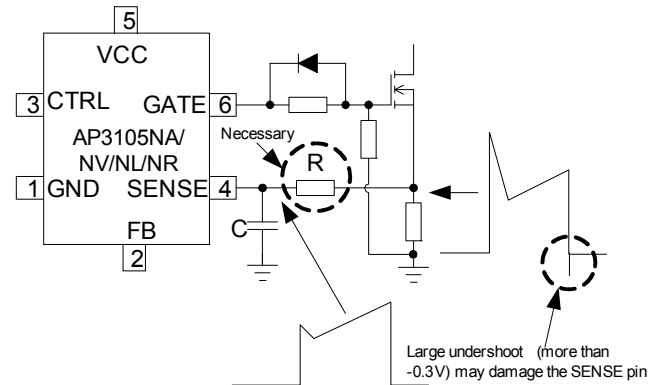 5
VCC
3 CTRL GATE 6
AP3105NA/
NV/NL/NR
Necessary
R
1 GND SENSE 4
C
FB
2
Large undershoot (more than
-0.3V) may damage the SENSE pin